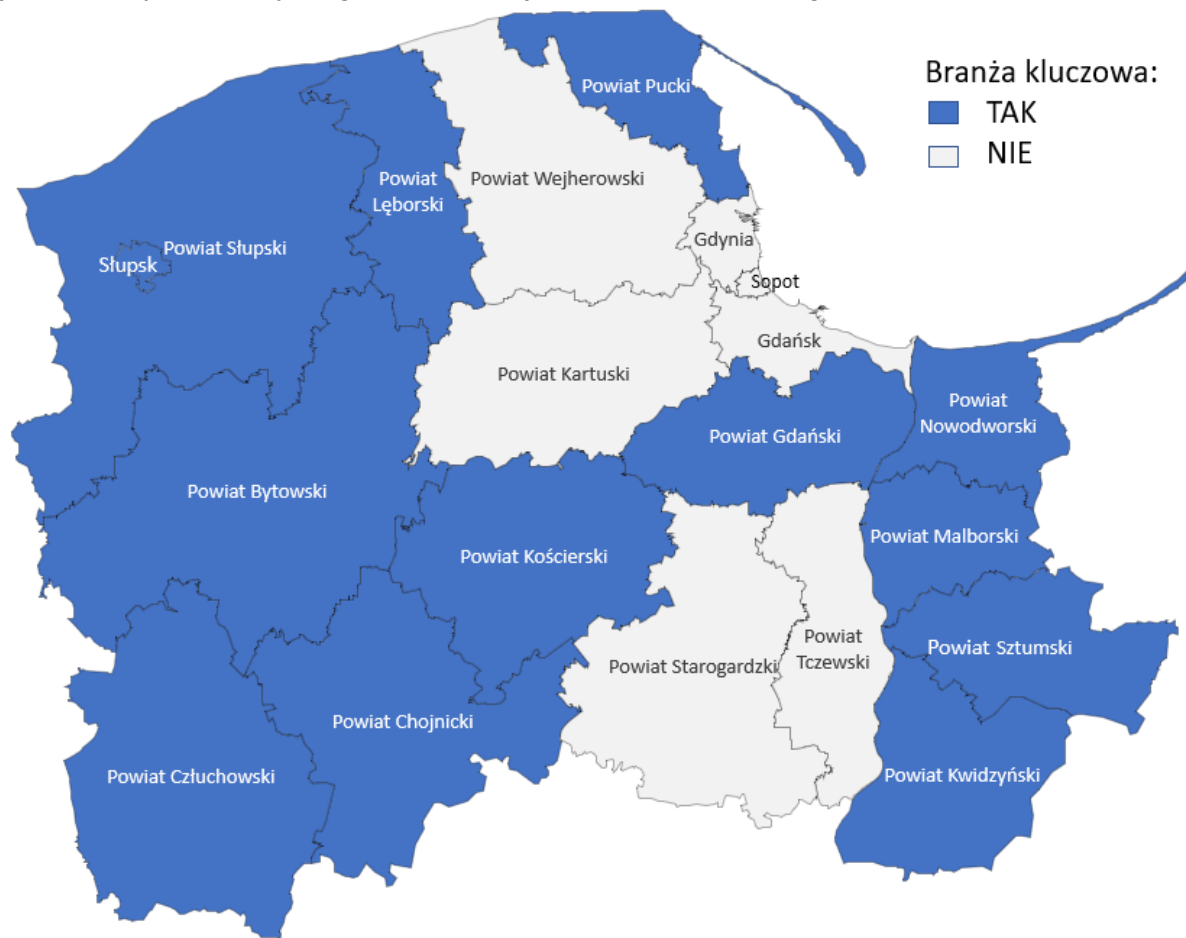 Powiat Pucki
Branża kluczowa:
TAK
NIE
Powiat Wejherowski
Powiat
Lęborski
Powiat Słupski
Słupsk
Gdynia
Sopot
Gdańsk
Powiat Kartuski
Powiat
Nowodworski
Powiat Gdański
Powiat Bytowski
Powiat Malborski
Powiat Kościerski
Powiat
Tczewski
Powiat Sztumski
Powiat Starogardzki
Powiat Chojnicki
Powiat Człuchowski
Powiat Kwidzyński